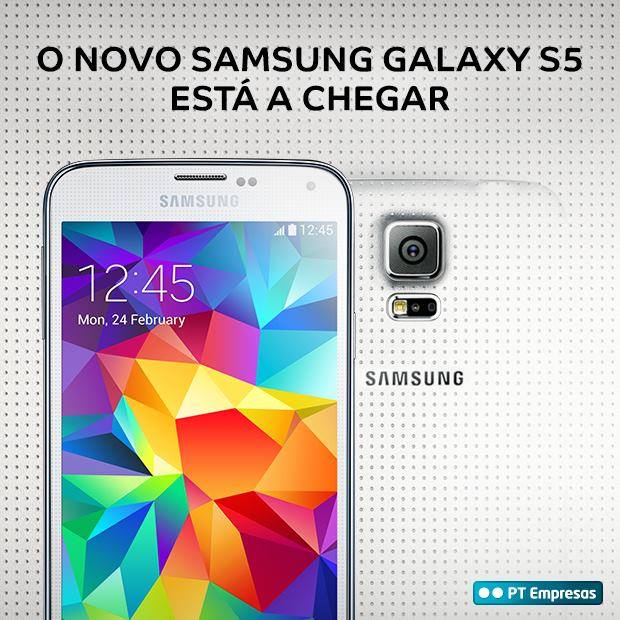 O NOVO SAMSUNG GALAXY S5
ESTÁ A CHEGAR
SAMSUNG
12:45
12:45
Mon, 24 February
SAMSUNG
PT Empresas